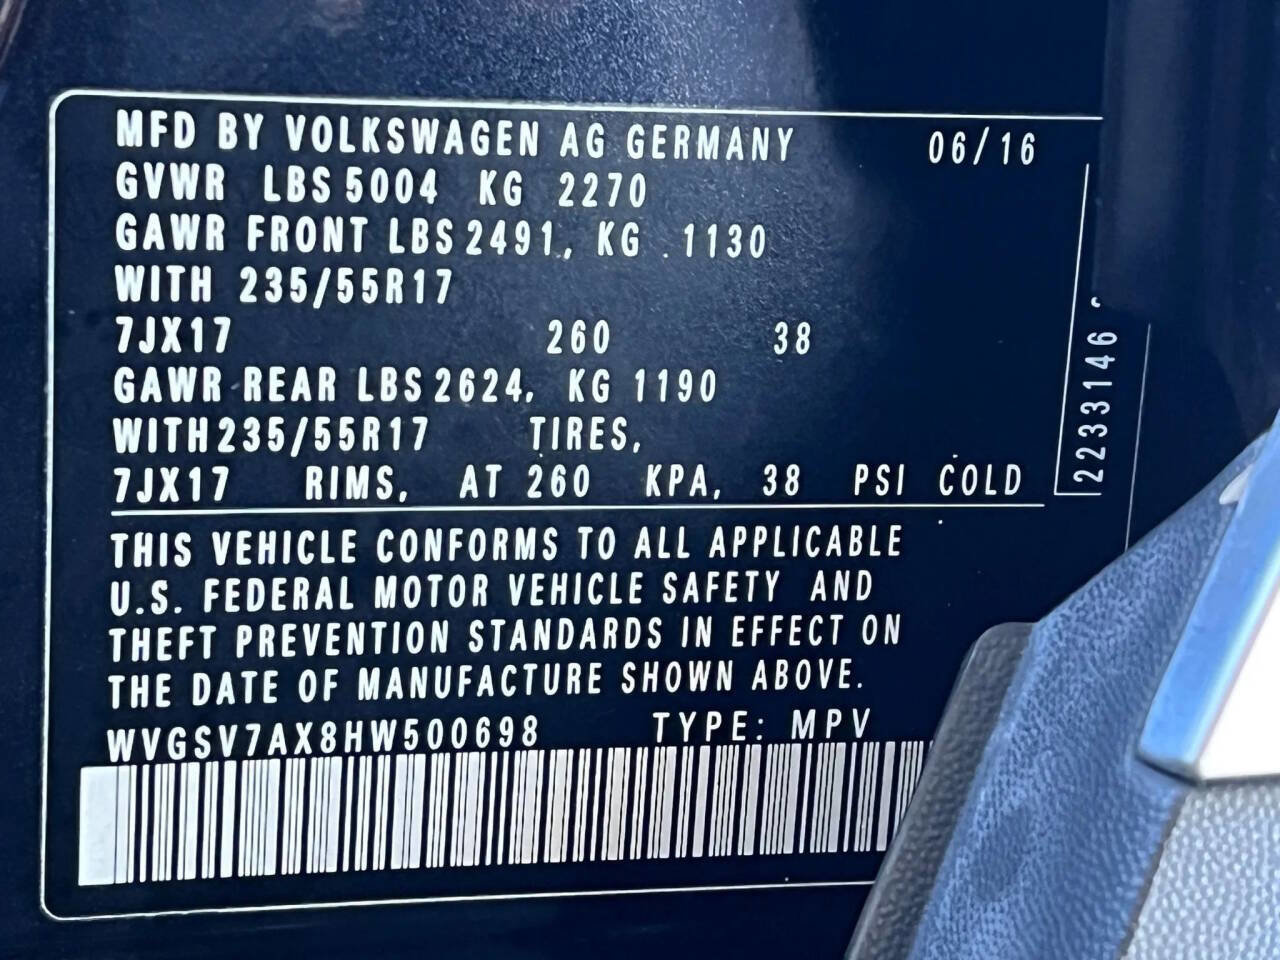 MFD BY VOLKSWAGEN AG GERMANY 06/16
GVWR LBS 5004 KG 2270
GAWR FRONT LBS 2491, KG 1130
WITH 235/55R17
7JX17 260 38
GAWR REAR LBS 2624, KG 1190
WITH 235/55R17 TIRES,
7JX17 RIMS, AT 260 KPA, 38 PSI COLD
THIS VEHICLE CONFORMS TO ALL APPLICABLE
U.S. FEDERAL MOTOR VEHICLE SAFETY AND
THEFT PREVENTION STANDARDS IN EFFECT ON
THE DATE OF MANUFACTURE SHOWN ABOVE.
WVGSV7AX8HW500698 TYPE: MPV
2233146